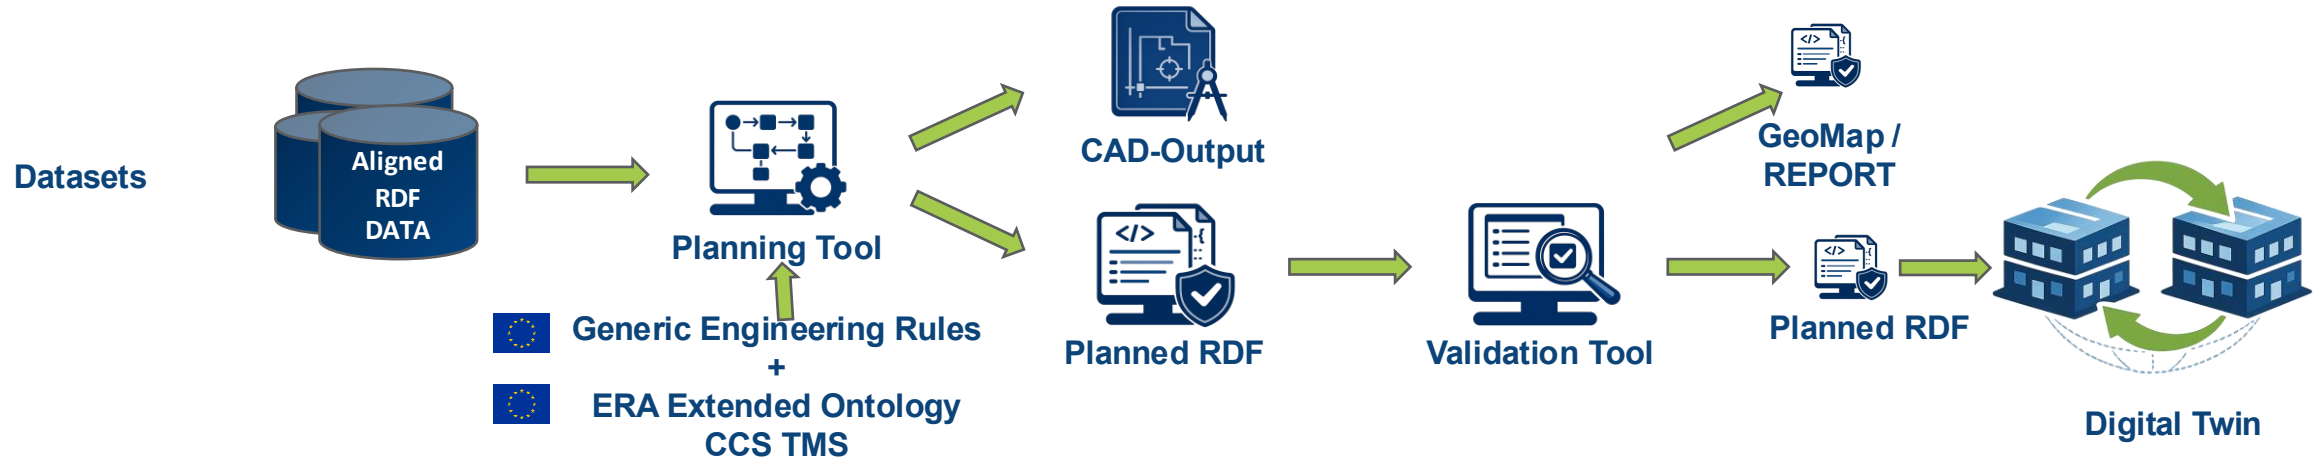 Datasets
Aligned
RDF
DATA
Planning Tool
Generic Engineering Rules
+
ERA Extended Ontology
CCS TMS
CAD-Output
</>
Planned RDF
Validation Tool
</>
GeoMap /
REPORT
</>
Planned RDF
Digital Twin